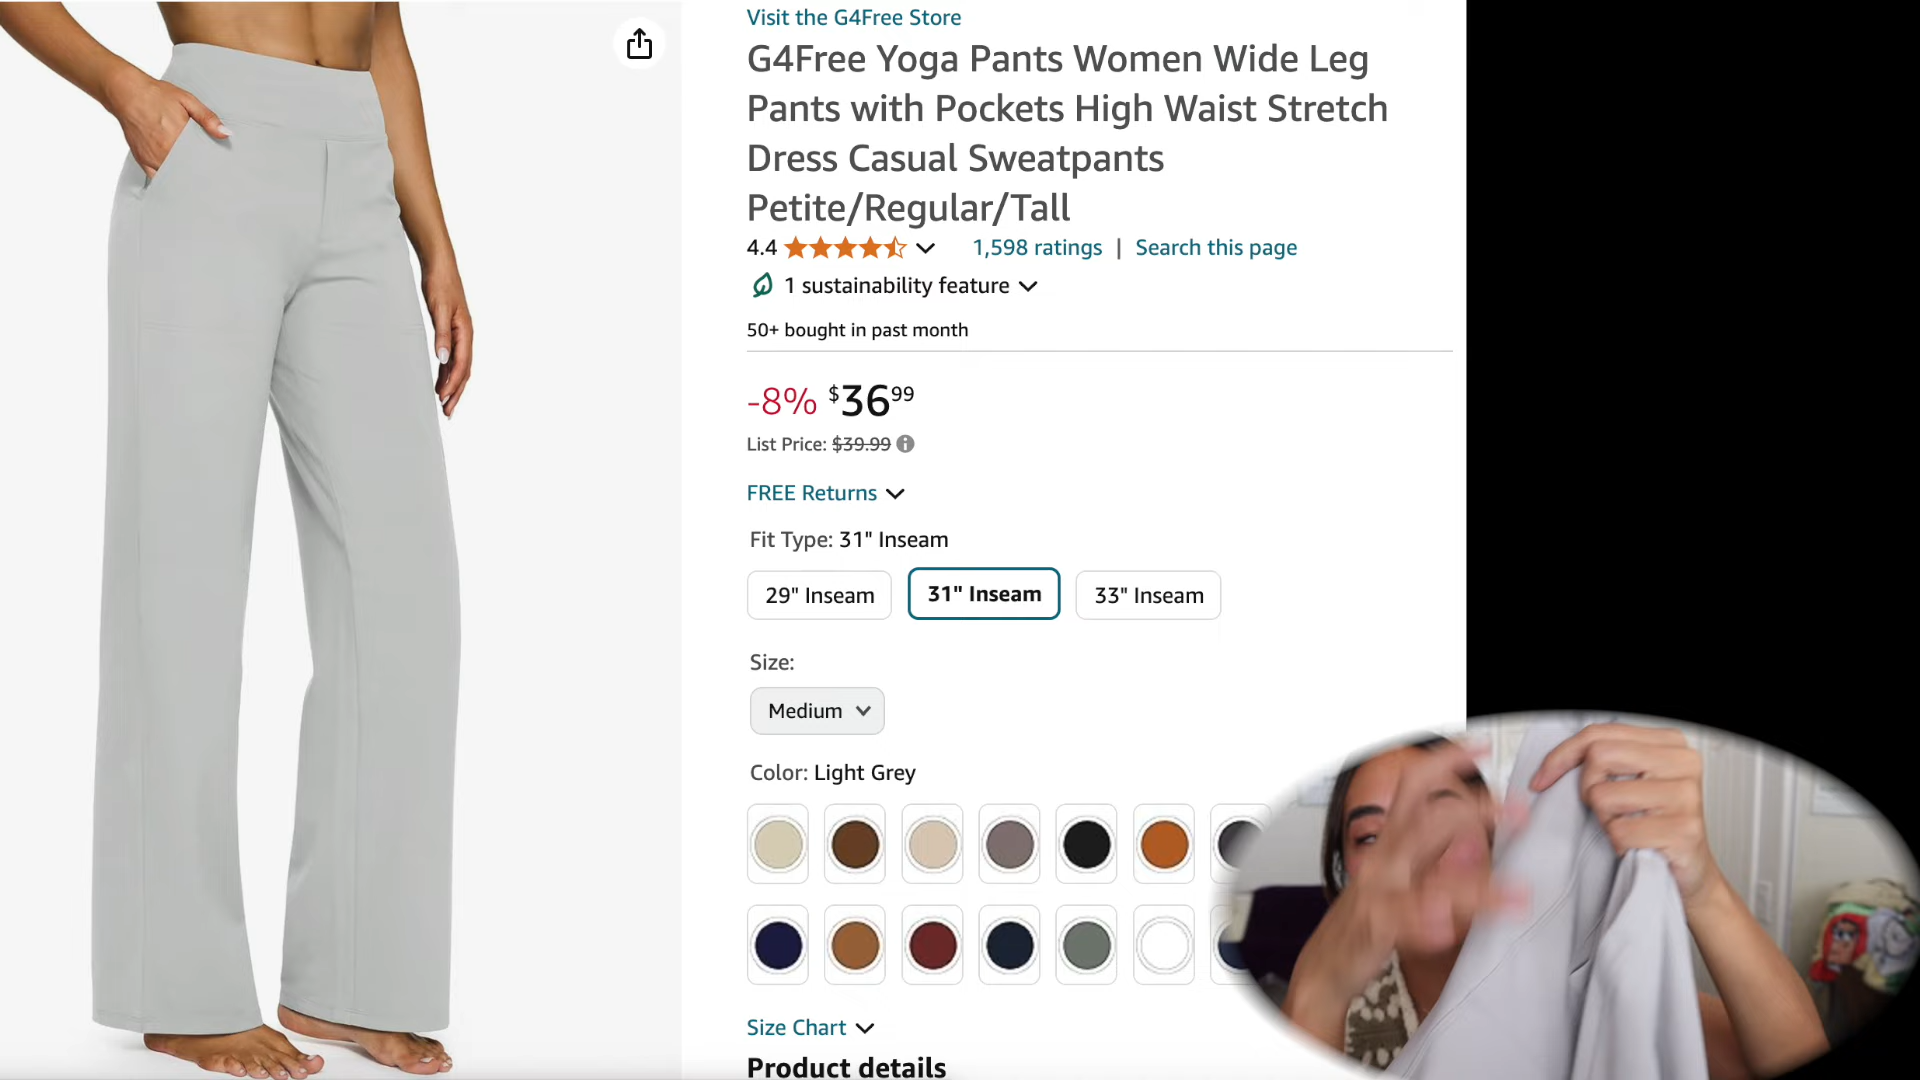 Visit the G4Free Store
G4Free Yoga Pants Women Wide Leg
Pants with Pockets High Waist Stretch
Dress Casual Sweatpants
Petite/Regular/Tall
4.4 1,598 ratings | Search this page
1 sustainability feature
50+ bought in past month
-8% $36.99
List Price: $39.99
FREE Returns
Fit Type: 31" Inseam
29" Inseam 31" Inseam 33" Inseam
Size:
Medium
Color: Light Grey
Size Chart
Product details